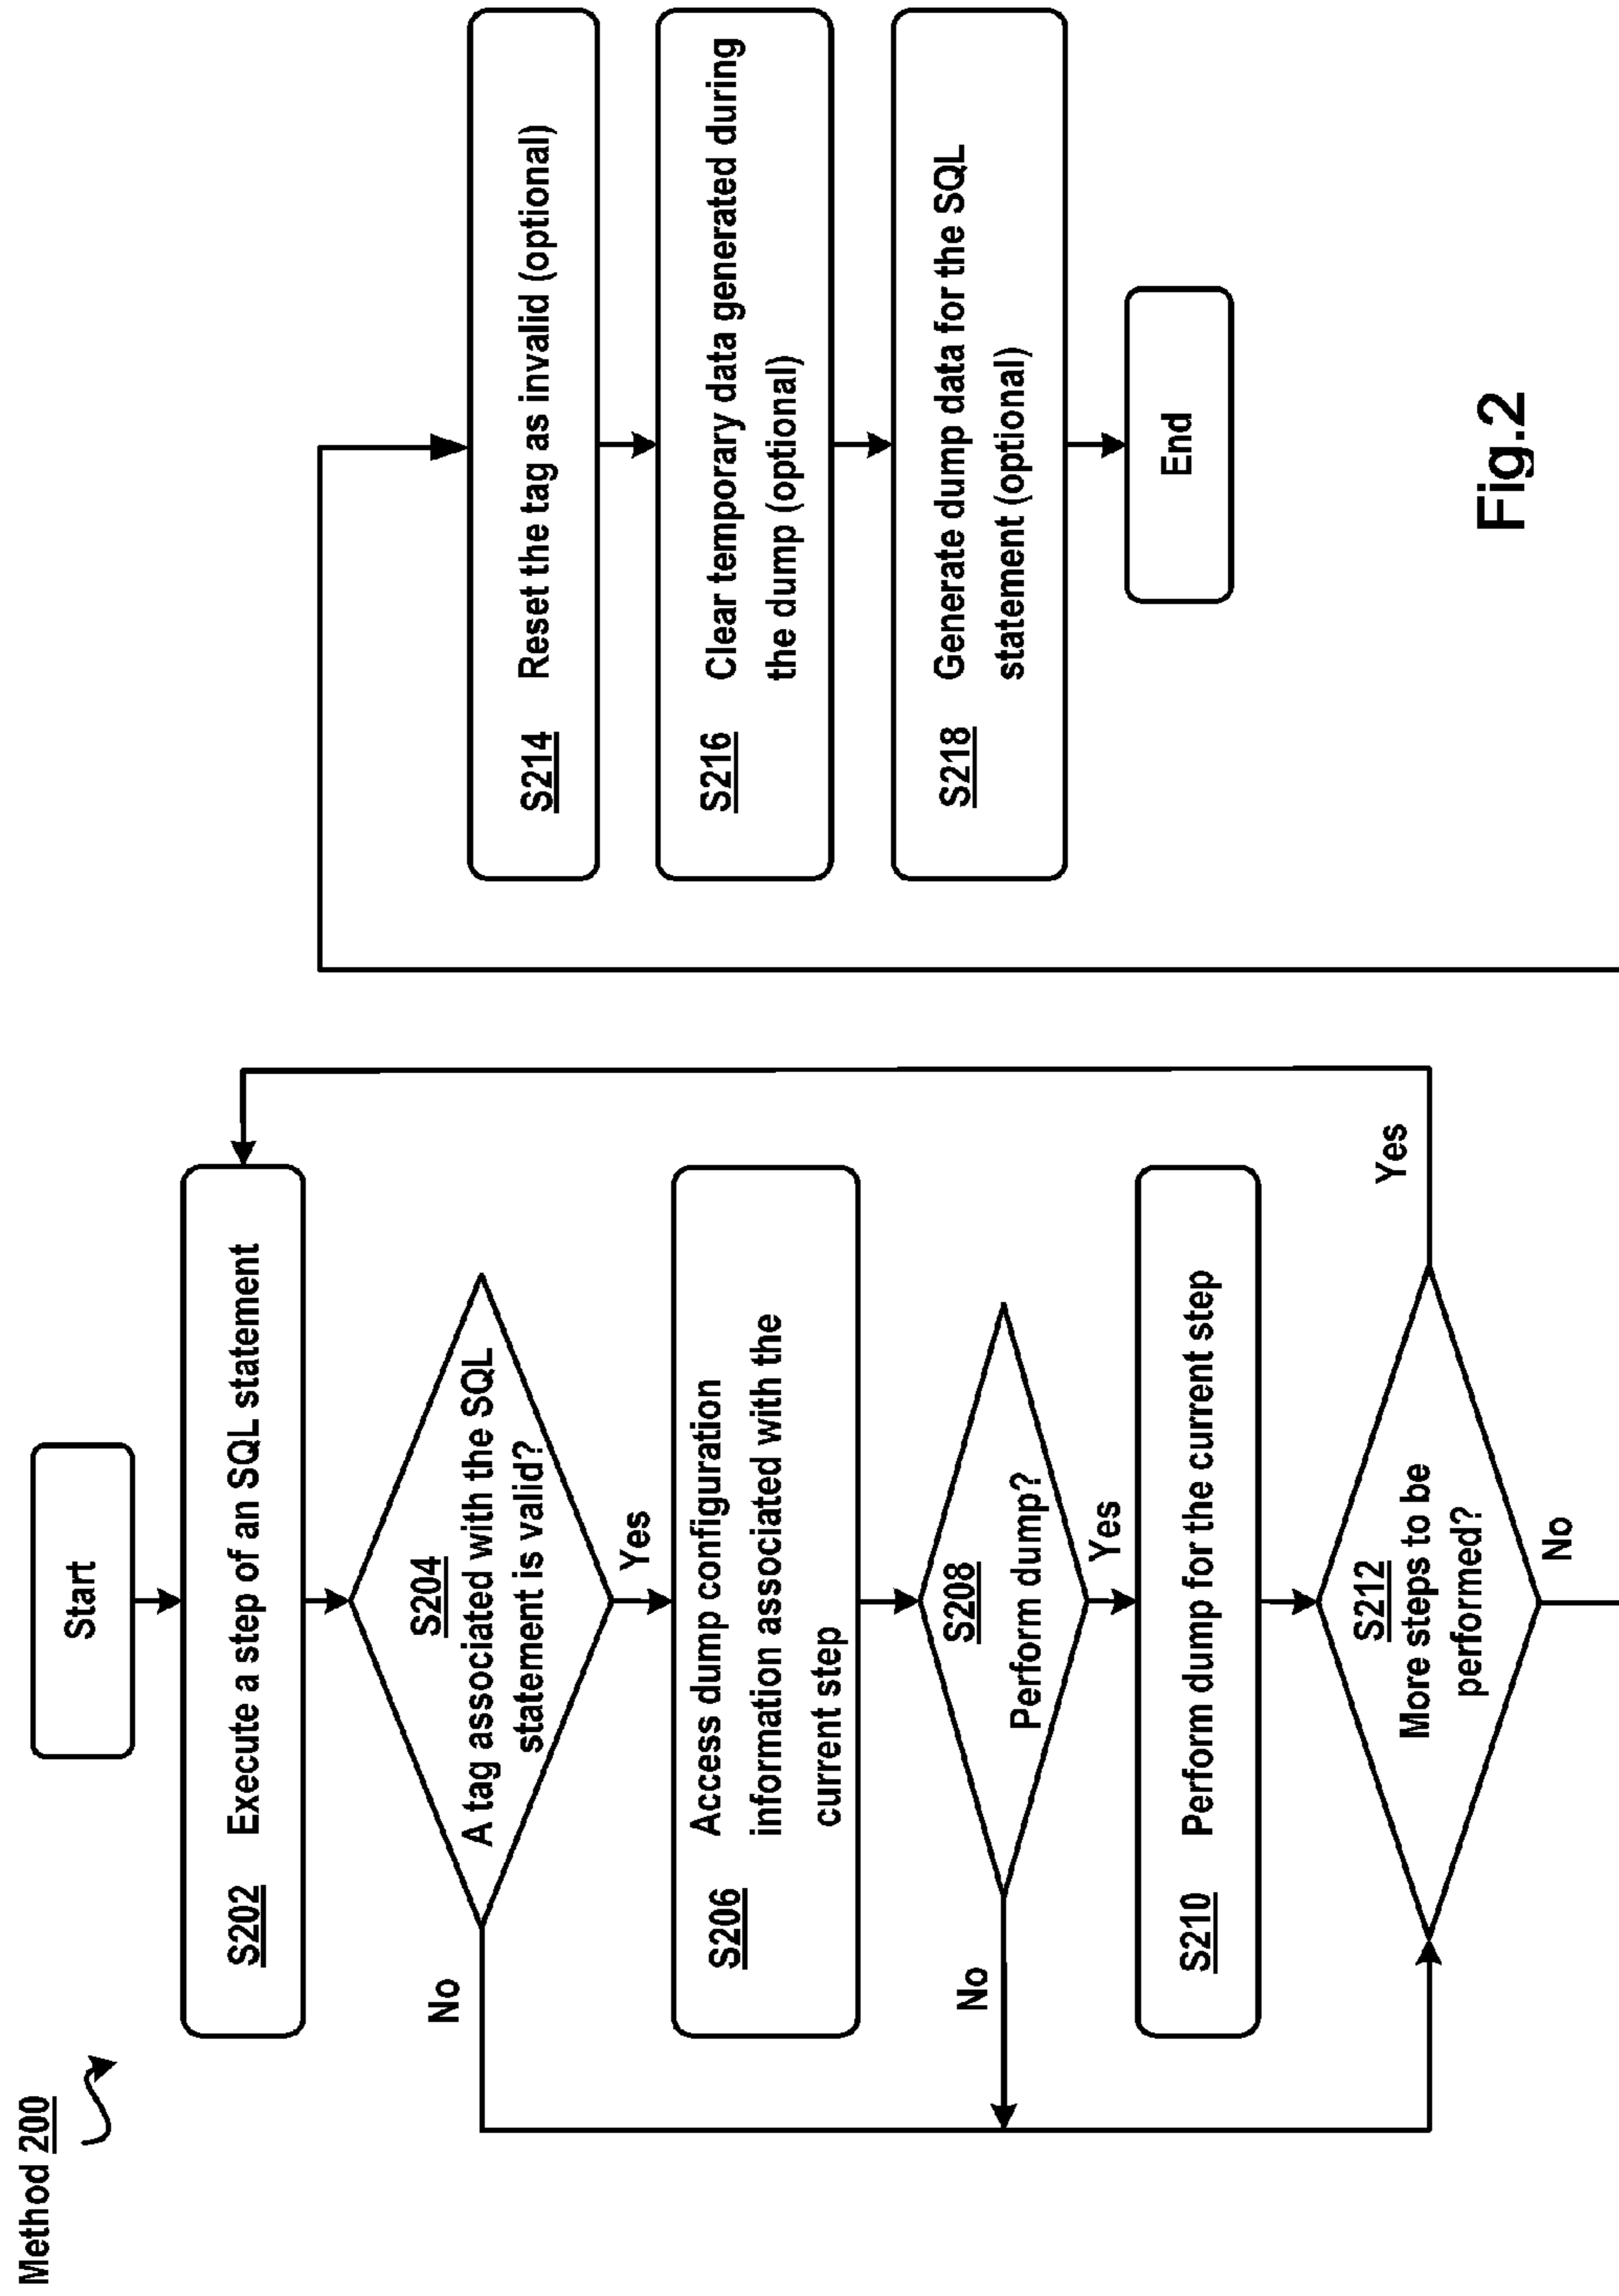 Method 200
Start
S202 Execute a step of an SQL statement
S204
A tag associated with the SQL
statement is valid?
No
Yes
S206 Access dump configuration
information associated with the
current step
S208
Perform dump?
No
Yes
S210 Perform dump for the current step
S212
More steps to be
performed?
Yes
No
S214 Reset the tag as invalid (optional)
S216 Clear temporary data generated during
the dump (optional)
S218 Generate dump data for the SQL
statement (optional)
End
Fig.2